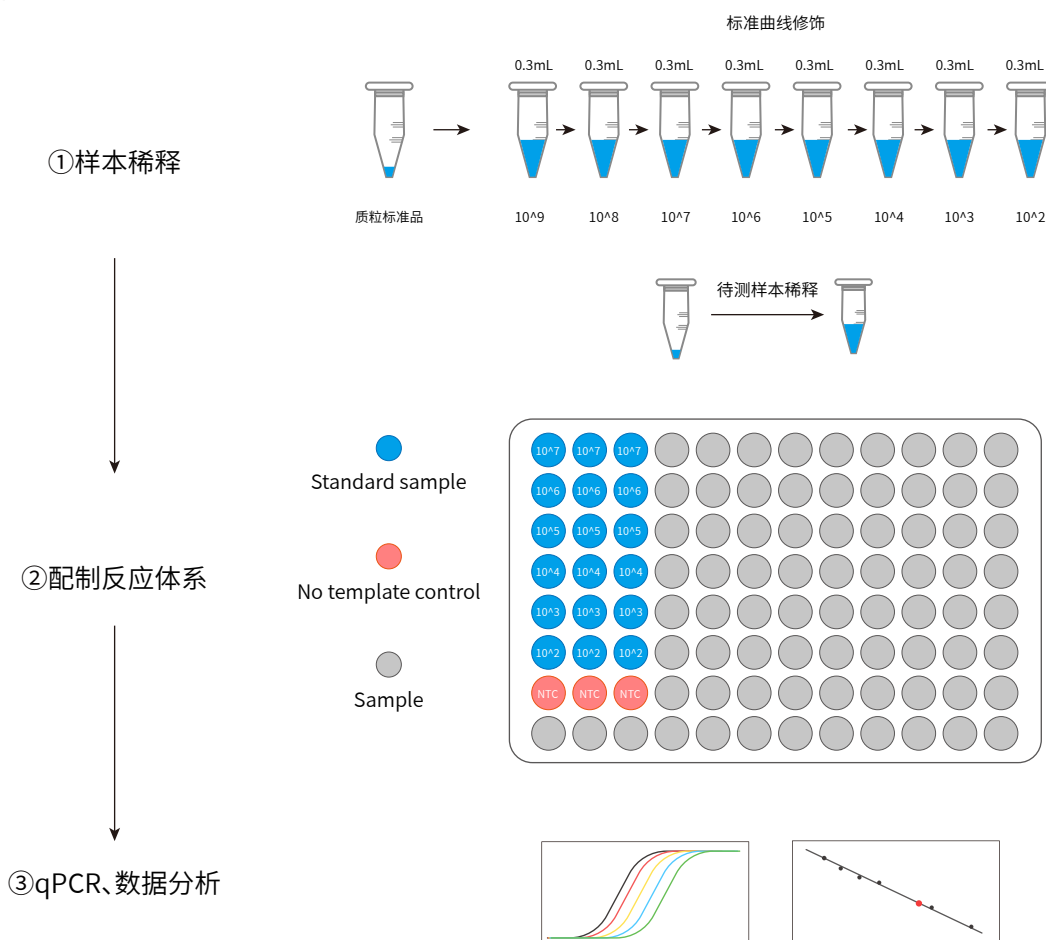 标准曲线修饰
0.3mL 0.3mL 0.3mL 0.3mL 0.3mL 0.3mL 0.3mL 0.3mL
①样本稀释
质粒标准品 10^9 10^8 10^7 10^6 10^5 10^4 10^3 10^2
待测样本稀释
10^7 10^7 10^7
Standard sample
10^6 10^6 10^6
10^5 10^5 10^5
②配制反应体系
10^4 10^4 10^4
No template control
10^3 10^3 10^3
10^2 10^2 10^2
Sample
NTC NTC NTC
③qPCR、数据分析